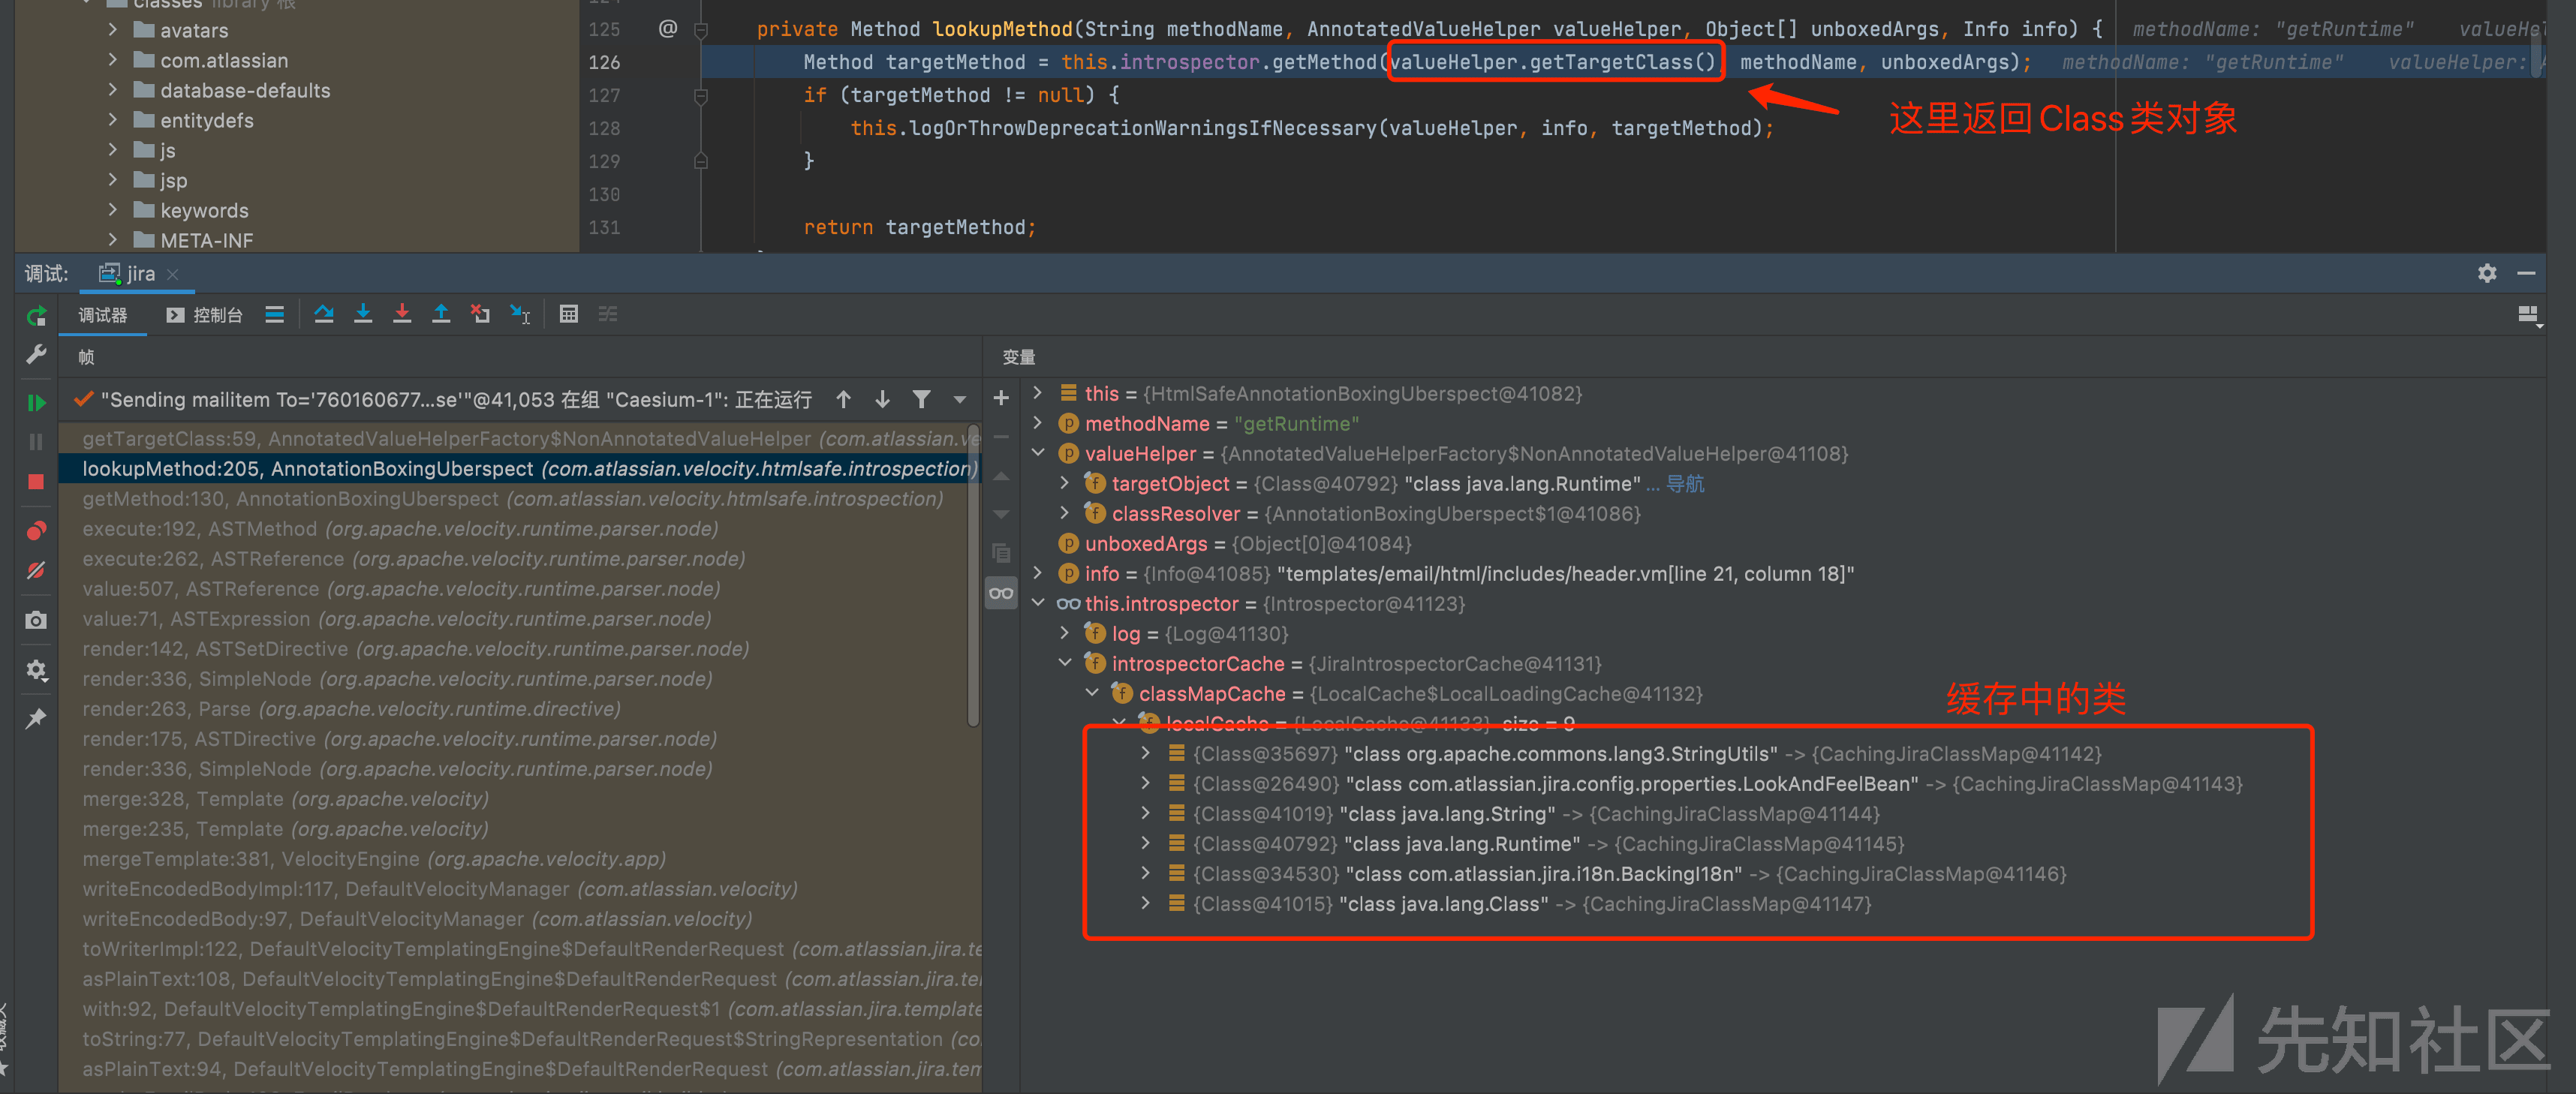 classes library 根
avatars
com.atlassian
database-defaults
entitydefs
js
jsp
keywords
META-INF
125 @ private Method lookupMethod(String methodName, AnnotatedValueHelper valueHelper, Object[] unboxedArgs, Info info) { methodName: "getRuntime" valueHel
126 Method targetMethod = this.introspector.getMethod(valueHelper.getTargetClass(), methodName, unboxedArgs); methodName: "getRuntime" valueHelper:
127 if (targetMethod != null) {
128 this.logOrThrowDeprecationWarningsIfNecessary(valueHelper, info, targetMethod);
129 }
130
131 return targetMethod;
这里返回Class类对象
调试: jira
调试器 控制台
帧
"Sending mailitem To='760160677...se'"@41,053 在组 "Caesium-1": 正在运行
getTargetClass:59, AnnotatedValueHelperFactory$NonAnnotatedValueHelper (com.atlassian.ve
lookupMethod:205, AnnotationBoxingUberspect (com.atlassian.velocity.htmlsafe.introspection)
getMethod:130, AnnotationBoxingUberspect (com.atlassian.velocity.htmlsafe.introspection)
execute:192, ASTMethod (org.apache.velocity.runtime.parser.node)
execute:262, ASTReference (org.apache.velocity.runtime.parser.node)
value:507, ASTReference (org.apache.velocity.runtime.parser.node)
value:71, ASTExpression (org.apache.velocity.runtime.parser.node)
render:142, ASTSetDirective (org.apache.velocity.runtime.parser.node)
render:336, SimpleNode (org.apache.velocity.runtime.parser.node)
render:263, Parse (org.apache.velocity.runtime.directive)
render:175, ASTDirective (org.apache.velocity.runtime.parser.node)
render:336, SimpleNode (org.apache.velocity.runtime.parser.node)
merge:328, Template (org.apache.velocity)
merge:235, Template (org.apache.velocity)
mergeTemplate:381, VelocityEngine (org.apache.velocity.app)
writeEncodedBodyImpl:117, DefaultVelocityManager (com.atlassian.velocity)
writeEncodedBody:97, DefaultVelocityManager (com.atlassian.velocity)
toWriterImpl:122, DefaultVelocityTemplatingEngine$DefaultRenderRequest (com.atlassian.jira.te
asPlainText:108, DefaultVelocityTemplatingEngine$DefaultRenderRequest (com.atlassian.jira.ten
with:92, DefaultVelocityTemplatingEngine$DefaultRenderRequest$1 (com.atlassian.jira.template
toString:77, DefaultVelocityTemplatingEngine$DefaultRenderRequest$StringRepresentation (co
asPlainText:94, DefaultVelocityTemplatingEngine$DefaultRenderRequest (com.atlassian.jira.tem
变量
this = {HtmlSafeAnnotationBoxingUberspect@41082}
methodName = "getRuntime"
valueHelper = {AnnotatedValueHelperFactory$NonAnnotatedValueHelper@41108}
targetObject = {Class@40792} "class java.lang.Runtime" ... 导航
classResolver = {AnnotationBoxingUberspect$1@41086}
unboxedArgs = {Object[0]@41084}
info = {Info@41085} "templates/email/html/includes/header.vm[line 21, column 18]"
this.introspector = {Introspector@41123}
log = {Log@41130}
introspectorCache = {JiraIntrospectorCache@41131}
classMapCache = {LocalCache$LocalLoadingCache@41132}
localCache = {LocalCache@41133} size = 9
缓存中的类
{Class@35697} "class org.apache.commons.lang3.StringUtils" -> {CachingJiraClassMap@41142}
{Class@26490} "class com.atlassian.jira.config.properties.LookAndFeelBean" -> {CachingJiraClassMap@41143}
{Class@41019} "class java.lang.String" -> {CachingJiraClassMap@41144}
{Class@40792} "class java.lang.Runtime" -> {CachingJiraClassMap@41145}
{Class@34530} "class com.atlassian.jira.i18n.BackingI18n" -> {CachingJiraClassMap@41146}
{Class@41015} "class java.lang.Class" -> {CachingJiraClassMap@41147}
先知社区